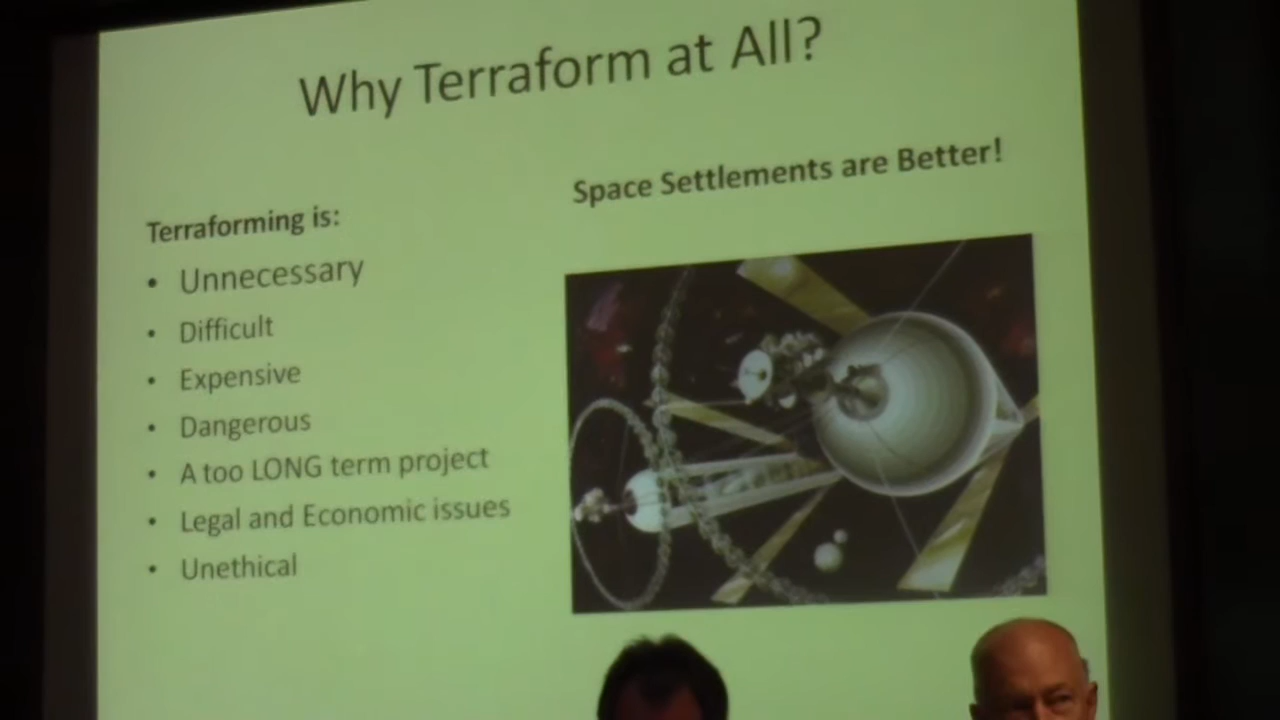 Why Terraform at All?
Space Settlements are Better!
Terraforming is:
• Unnecessary
• Difficult
• Expensive
• Dangerous
• A too LONG term project
• Legal and Economic issues
• Unethical